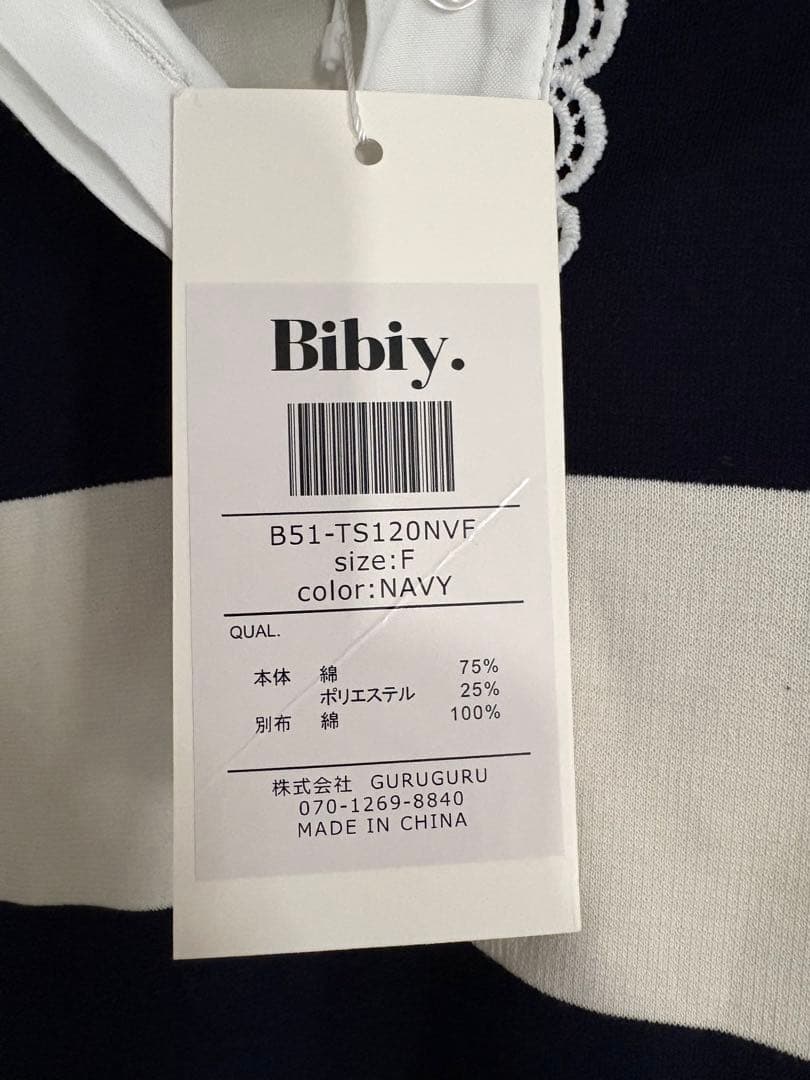 Bibiy.
B51-TS120NVF
size:F
color:NAVY
QUAL.
本体 綿 75%
ポリエステル 25%
別布 綿 100%
株式会社 GURUGURU
070-1269-8840
MADE IN CHINA